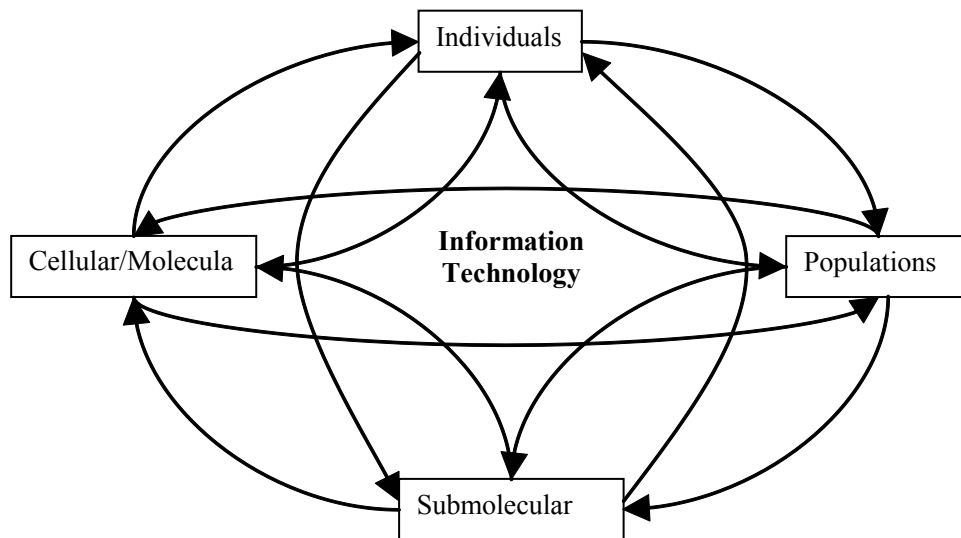 Individuals
Information
Technology
Cellular/Molecula
Populations
Submolecular